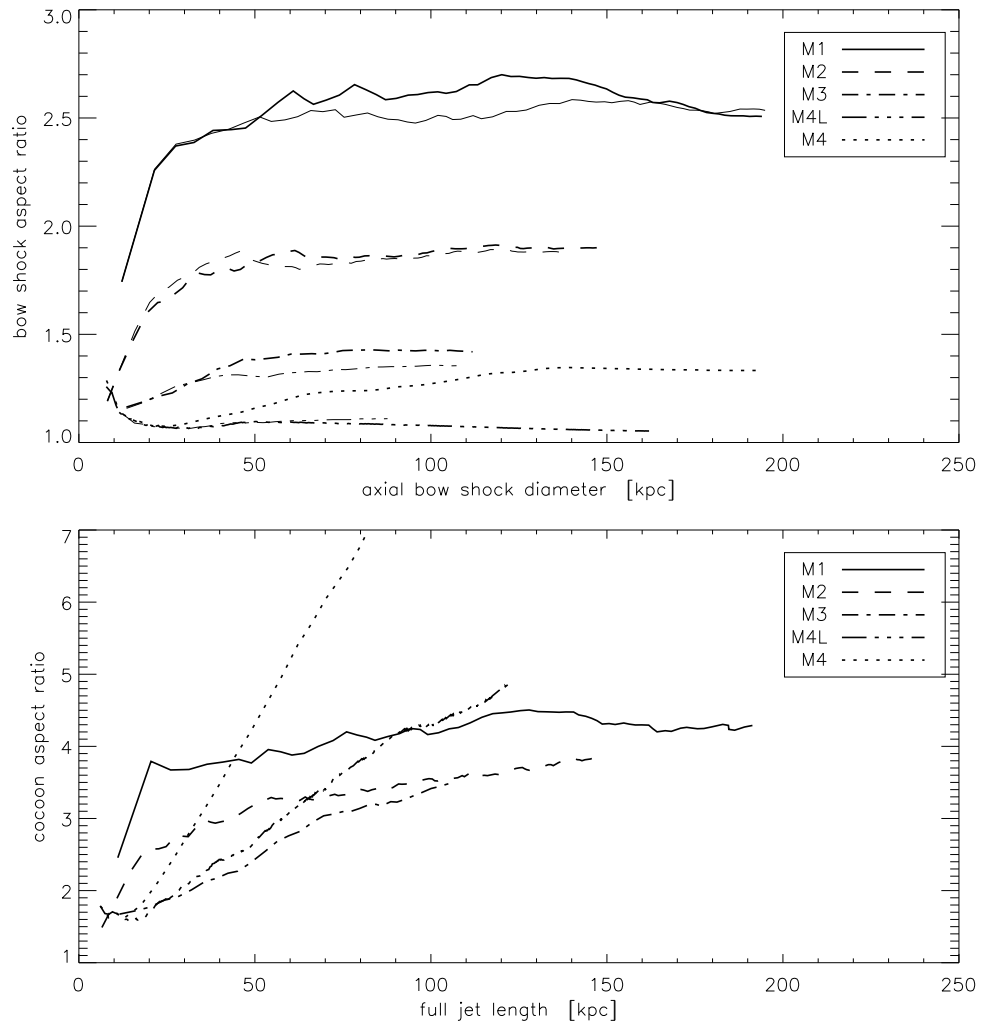 3.0
2.5
2.0
1.5
1.0
bow shock aspect ratio
M1
M2
M3
M4L
M4
0 50 100 150 200 250
axial bow shock diameter [kpc]
7
6
5
4
3
2
1
cocoon aspect ratio
M1
M2
M3
M4L
M4
0 50 100 150 200 250
full jet length [kpc]